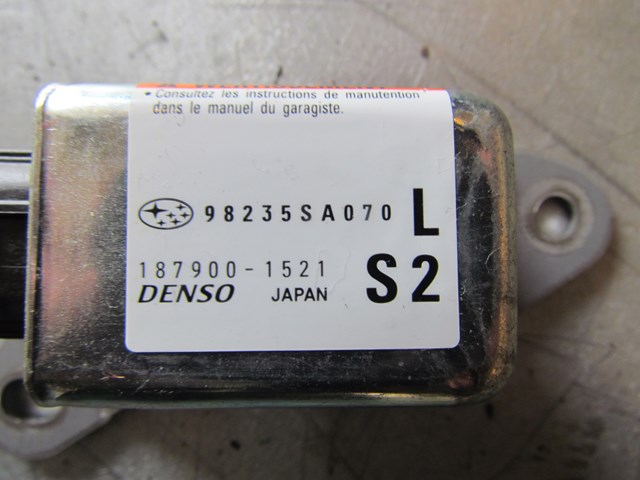 • Consultez les instructions de manutention
dans le manuel du garagiste.
98235SA070 L
187900-1521 S2
DENSO JAPAN